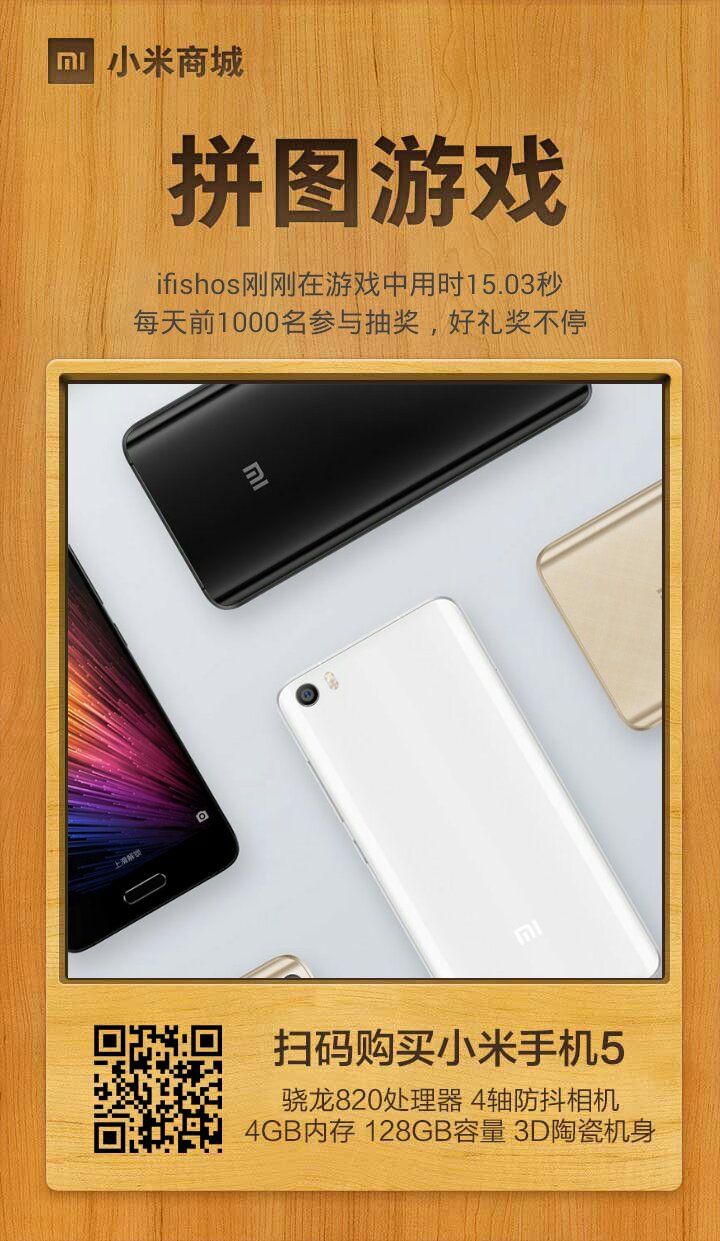 小米商城
拼图游戏
ifishos刚刚在游戏中用时15.03秒
每天前1000名参与抽奖，好礼奖不停
上滑解锁
扫码购买小米手机5
骁龙820处理器 4轴防抖相机
4GB内存 128GB容量 3D陶瓷机身